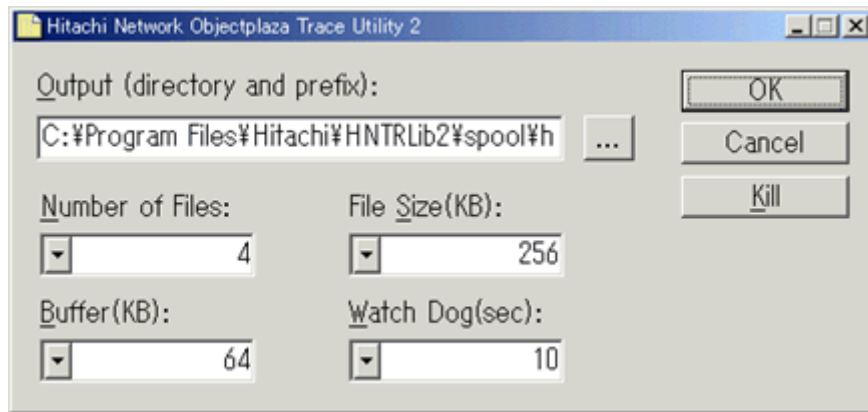 Hitachi Network Objectplaza Trace Utility 2
Output (directory and prefix):
C:¥Program Files¥Hitachi¥HNTRLib2¥spool¥h
...
OK
Cancel
Kill
Number of Files:
File Size(KB):
4
256
Buffer(KB):
Watch Dog(sec):
64
10